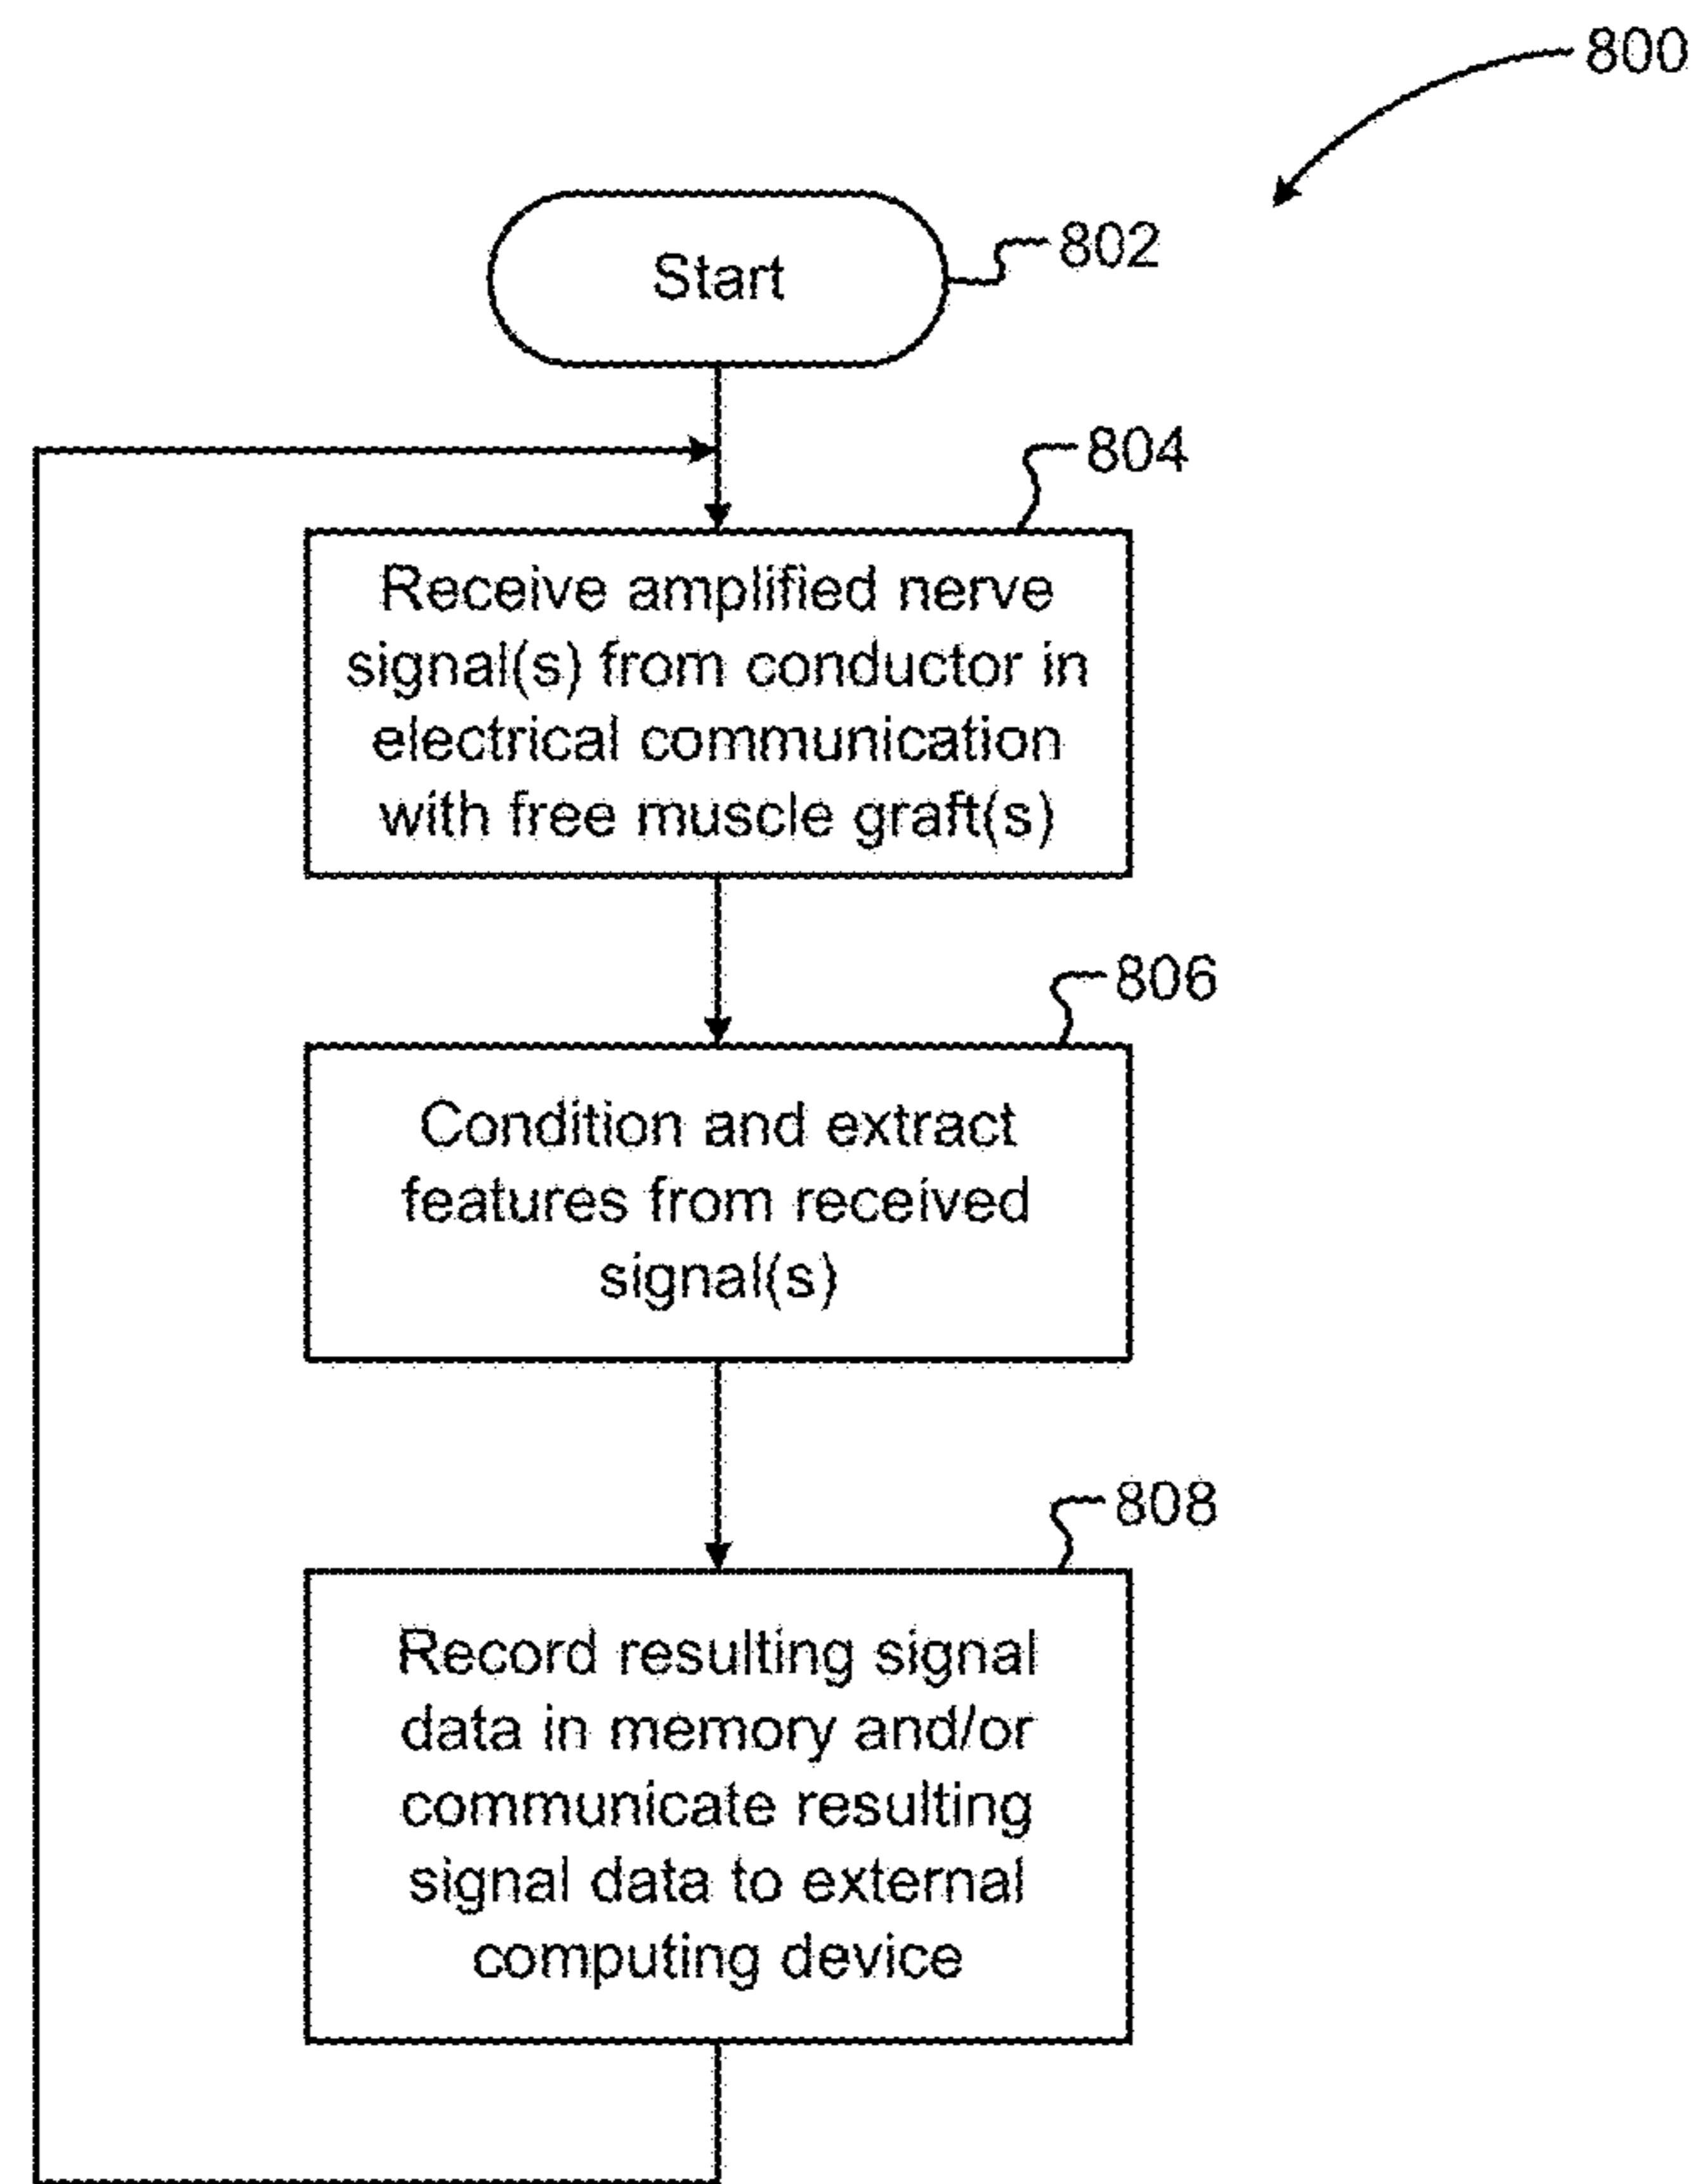 800
Start
802
804
Receive amplified nerve
signal(s) from conductor in
electrical communication
with free muscle graft(s)
806
Condition and extract
features from received
signal(s)
808
Record resulting signal
data in memory and/or
communicate resulting
signal data to external
computing device